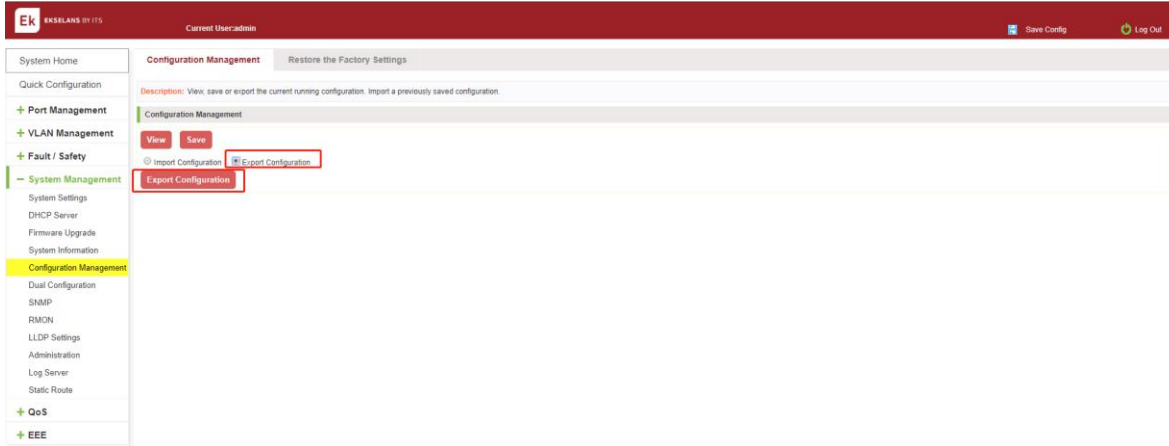 Ek EKSELANS BY ITS
Current User:admin
Save Config
Log Out
System Home
Quick Configuration
+ Port Management
+ VLAN Management
+ Fault / Safety
− System Management
System Settings
DHCP Server
Firmware Upgrade
System Information
Configuration Management
Dual Configuration
SNMP
RMON
LLDP Settings
Administration
Log Server
Static Route
+ QoS
+ EEE
Configuration Management
Restore the Factory Settings
Description: View, save or export the current running configuration. Import a previously saved configuration.
Configuration Management
View Save
Import Configuration Export Configuration
Export Configuration